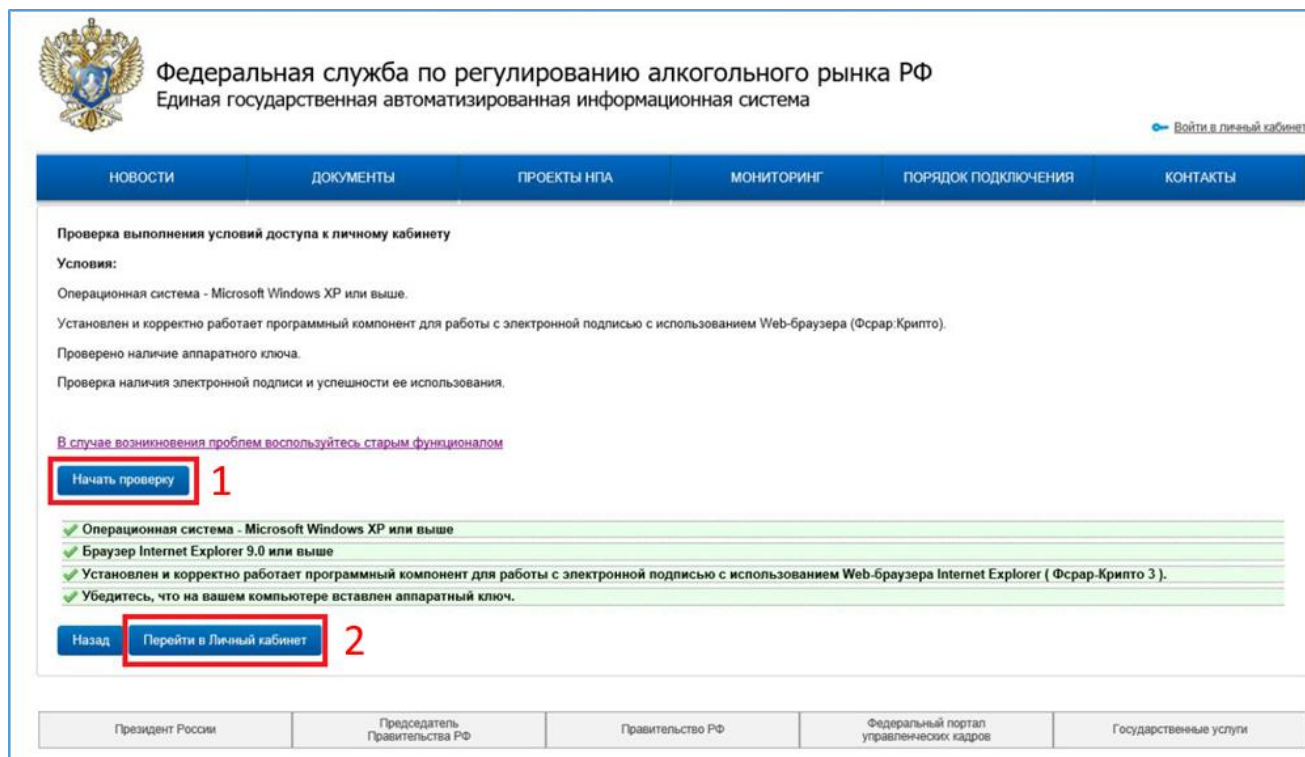 Федеральная служба по регулированию алкогольного рынка РФ
Единая государственная автоматизированная информационная система
Войти в личный кабинет
НОВОСТИ ДОКУМЕНТЫ ПРОЕКТЫ НПА МОНИТОРИНГ ПОРЯДОК ПОДКЛЮЧЕНИЯ КОНТАКТЫ
Проверка выполнения условий доступа к личному кабинету
Условия:
Операционная система - Microsoft Windows XP или выше.
Установлен и корректно работает программный компонент для работы с электронной подписью с использованием Web-браузера (Фсрар:Крипто).
Проверено наличие аппаратного ключа.
Проверка наличия электронной подписи и успешности ее использования.
В случае возникновения проблем воспользуйтесь старым функционалом
Начать проверку 1
Операционная система - Microsoft Windows XP или выше
Браузер Internet Explorer 9.0 или выше
Установлен и корректно работает программный компонент для работы с электронной подписью с использованием Web-браузера Internet Explorer ( Фсрар-Крипто 3 ).
Убедитесь, что на вашем компьютере вставлен аппаратный ключ.
Назад Перейти в Личный кабинет 2
Президент России Председатель Правительства РФ Правительство РФ Федеральный портал управленческих кадров Государственные услуги